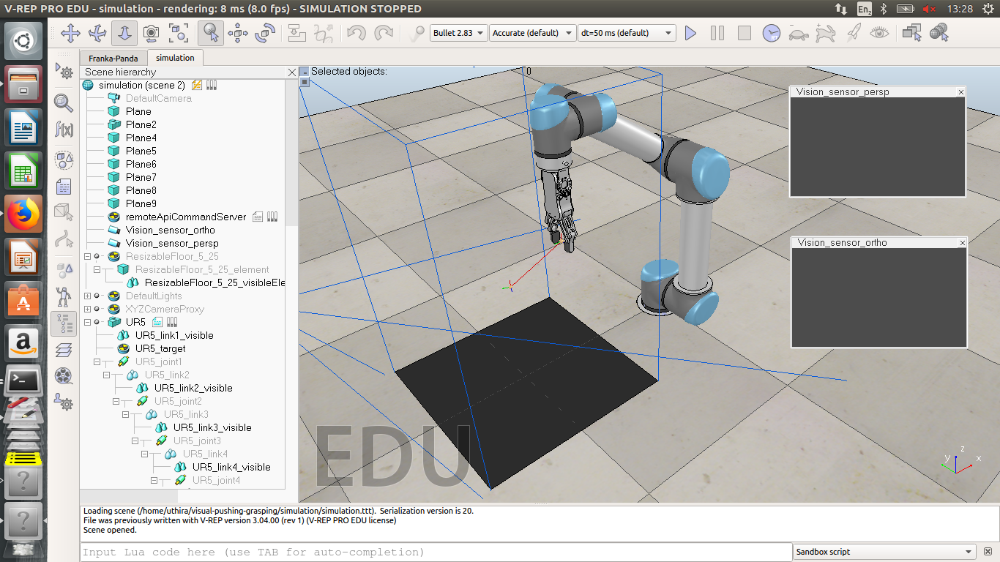 V-REP PRO EDU - simulation - rendering: 8 ms (8.0 fps) - SIMULATION STOPPED
En2
13:28
Bullet 2.83
Accurate (default)
dt=50 ms (default)
RT
Franka-Panda
simulation
Scene hierarchy
Selected objects:
0
simulation (scene 2)
DefaultCamera
Plane
Plane2
Plane4
Plane5
Plane6
Plane7
Plane8
Plane9
remoteApiCommandServer
Vision_sensor_ortho
Vision_sensor_persp
ResizableFloor_5_25
ResizableFloor_5_25_element
ResizableFloor_5_25_visibleEle
DefaultLights
XYZCameraProxy
UR5
UR5_link1_visible
UR5_target
UR5_joint1
UR5_link2
UR5_link2_visible
UR5_joint2
UR5_link3
UR5_link3_visible
UR5_joint3
UR5_link4
UR5_link4_visible
UR5_joint4
f(x)
Vision_sensor_persp
Vision_sensor_ortho
EDU
z
y
x
Loading scene (/home/uthira/visual-pushing-grasping/simulation/simulation.ttt).  Serialization version is 20.
File was previously written with V-REP version 3.04.00 (rev 1) (V-REP PRO EDU license)
Scene opened.
Input Lua code here (use TAB for auto-completion)
Sandbox script